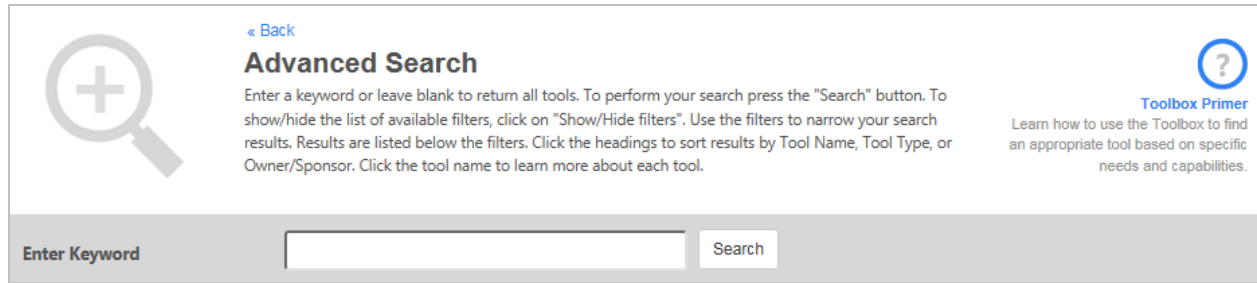 « Back
Advanced Search
Enter a keyword or leave blank to return all tools. To perform your search press the "Search" button. To
show/hide the list of available filters, click on "Show/Hide filters". Use the filters to narrow your search
results. Results are listed below the filters. Click the headings to sort results by Tool Name, Tool Type, or
Owner/Sponsor. Click the tool name to learn more about each tool.
?
Toolbox Primer
Learn how to use the Toolbox to find
an appropriate tool based on specific
needs and capabilities.
Enter Keyword
Search